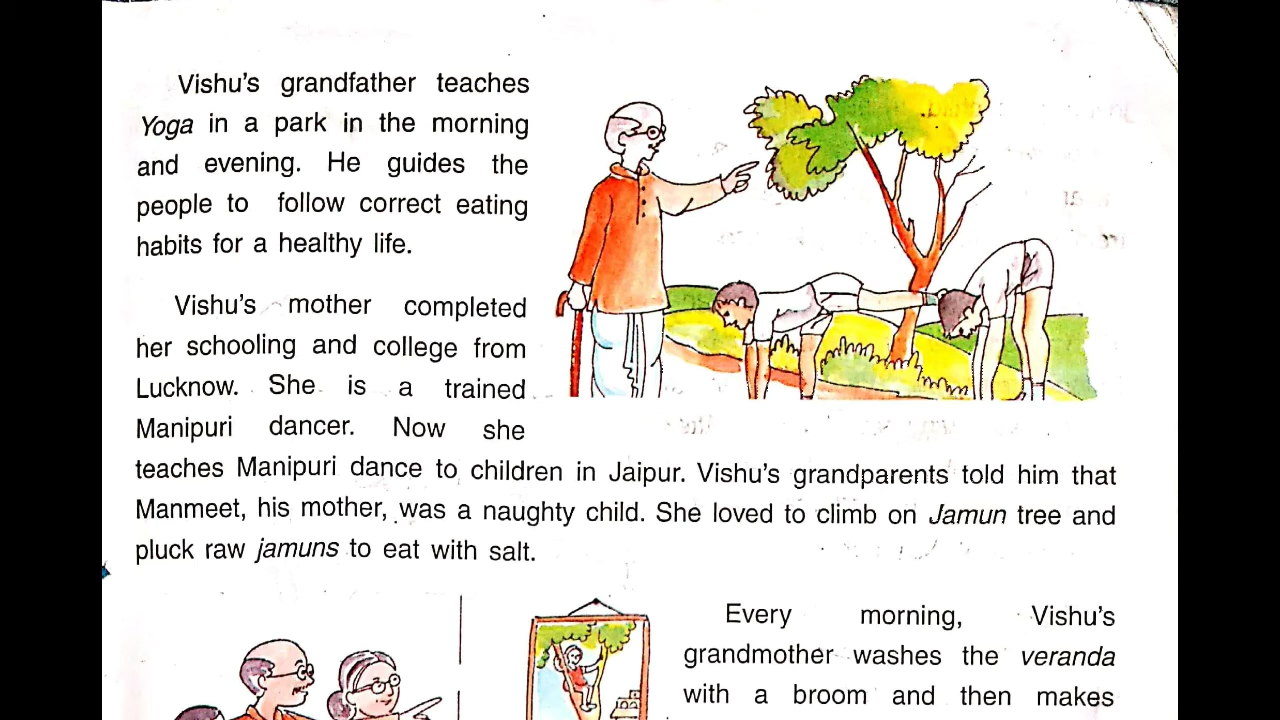 Vishu's grandfather teaches
Yoga in a park in the morning
and evening. He guides the
people to follow correct eating
habits for a healthy life.
Vishu's mother completed
her schooling and college from
Lucknow. She is a trained
Manipuri dancer. Now she
teaches Manipuri dance to children in Jaipur. Vishu's grandparents told him that
Manmeet, his mother, was a naughty child. She loved to climb on Jamun tree and
pluck raw jamuns to eat with salt.
Every morning, Vishu's
grandmother washes the veranda
with a broom and then makes